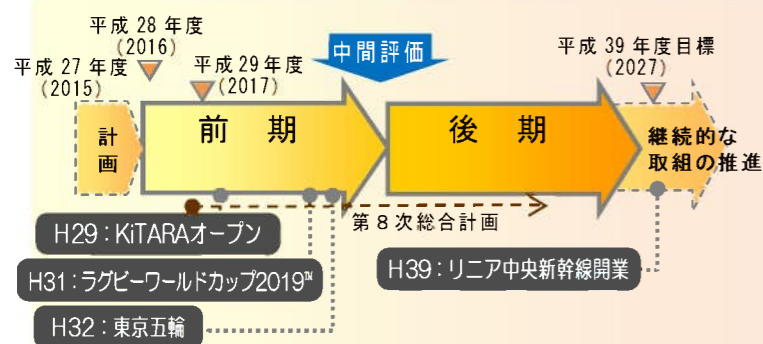 平成 28 年度
(2016)
中間評価
平成 39 年度目標
(2027)
平成 27 年度
(2015)
平成 29 年度
(2017)
計
画
前 期
後 期
継続的な
取組の推進
第 8 次総合計画
H29：KiTARAオープン
H31：ラグビーワールドカップ2019™
H39：リニア中央新幹線開業
H32：東京五輪